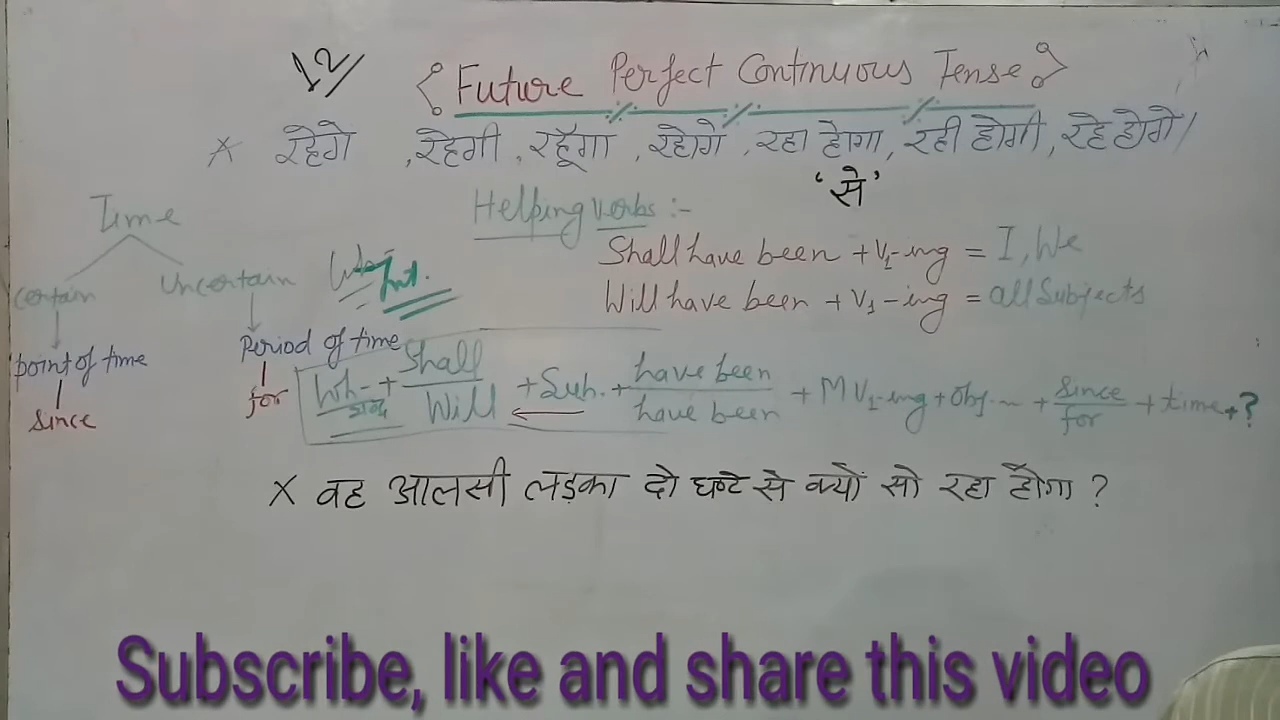 12
{Future Perfect Continuous Tense}
× रहेगे , रहेगी , रहूँगा , रहोगे , रहा होगा, रही होगी, रहे होगे/
'से'
Time
Certain Uncertain
point of time Period of time
since for
Helping verbs :-
Shall have been + V1-ing = I, We
Will have been + V1-ing = all Subjects
Int.
Wh- शब्द + Shall/Will + Sub. + have been/have been + M V1-ing + Obj... + since/for + time + ?
× वह आलसी लड़का दो घण्टे से क्यों सो रहा होगा ?
Subscribe, like and share this video